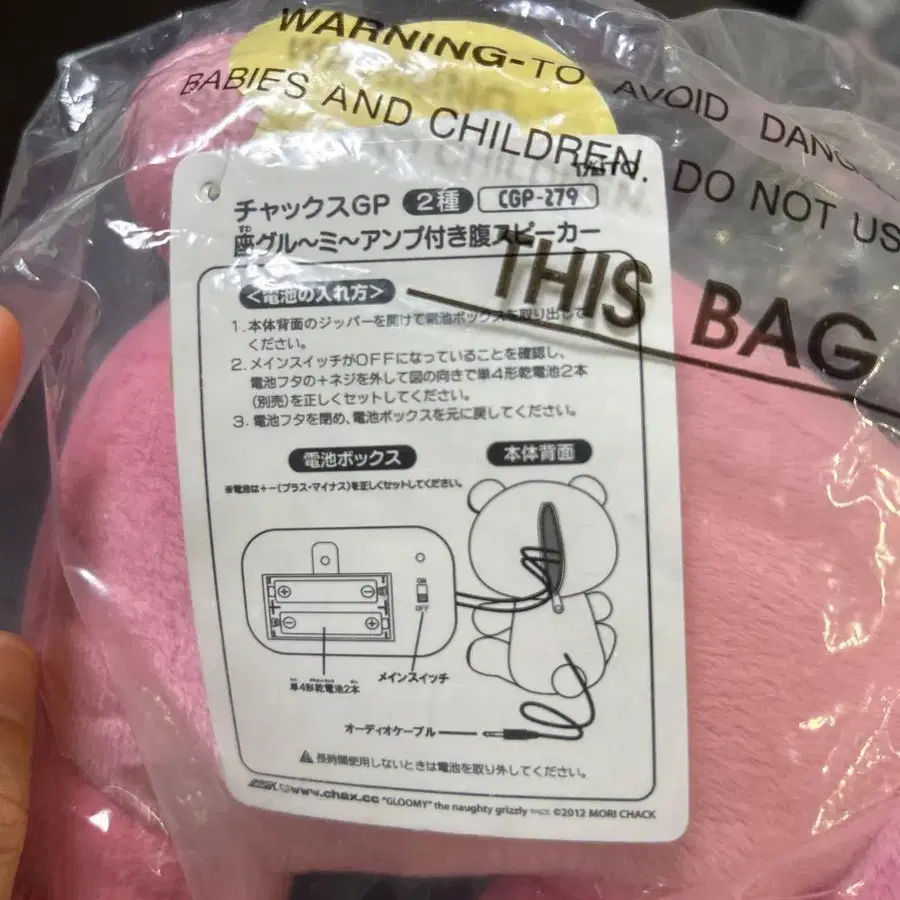 WARNING-TO AVOID DANG
BABIES AND CHILDREN. DO NOT US
THIS BAG
チャックスGP 2種 CGP-279
座グル〜ミ〜アンプ付き腹スピーカー
<電池の入れ方>
1. 本体背面のジッパーを開けて電池ボックスを取り出して
ください。
2. メインスイッチがOFFになっていることを確認し、
電池フタの+ネジを外して図の向きで単4形乾電池2本
(別売)を正しくセットしてください。
3. 電池フタを閉め、電池ボックスを元に戻してください。
電池ボックス
本体背面
※電池は+−(プラス・マイナス)を正しくセットしてください。
ON
OFF
単4形乾電池2本
メインスイッチ
オーディオケーブル
⚠長時間使用しないときは電池を取り外してください。
www.chax.cc "GLOOMY" the naughty grizzly ©2012 MORI CHACK